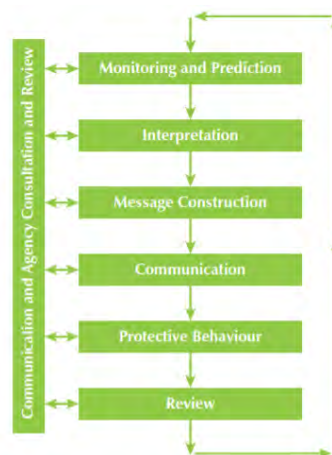 Communication and Agency Consultation and Review
Monitoring and Prediction
Interpretation
Message Construction
Communication
Protective Behaviour
Review